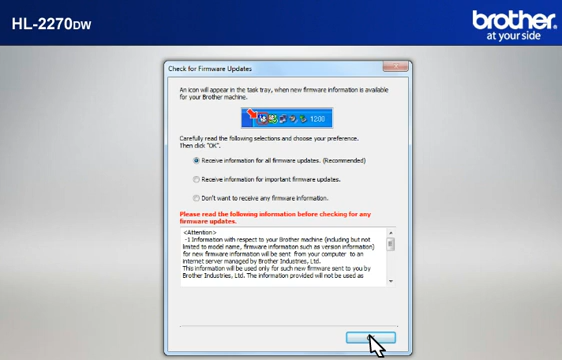 HL-2270DW
brother
at your side
Check for Firmware Updates
An icon will appear in the task tray, when new firmware information is available
for your Brother machine.
12:00
Carefully read the following selections and choose your preference.
Then click "OK".
Receive information for all firmware updates. (Recommended)
Receive information for important firmware updates.
Don't want to receive any firmware information.
Please read the following information before checking for any
firmware updates.
<Attention>
-1 Information with respect to your Brother machine (including but not
limited to model name, firmware information such as version information)
for new firmware information will be sent from your computer to an
internet server managed by Brother Industries, Ltd.
This information will be used only for such new firmware sent to you by
Brother Industries, Ltd. The information provided will not be used as